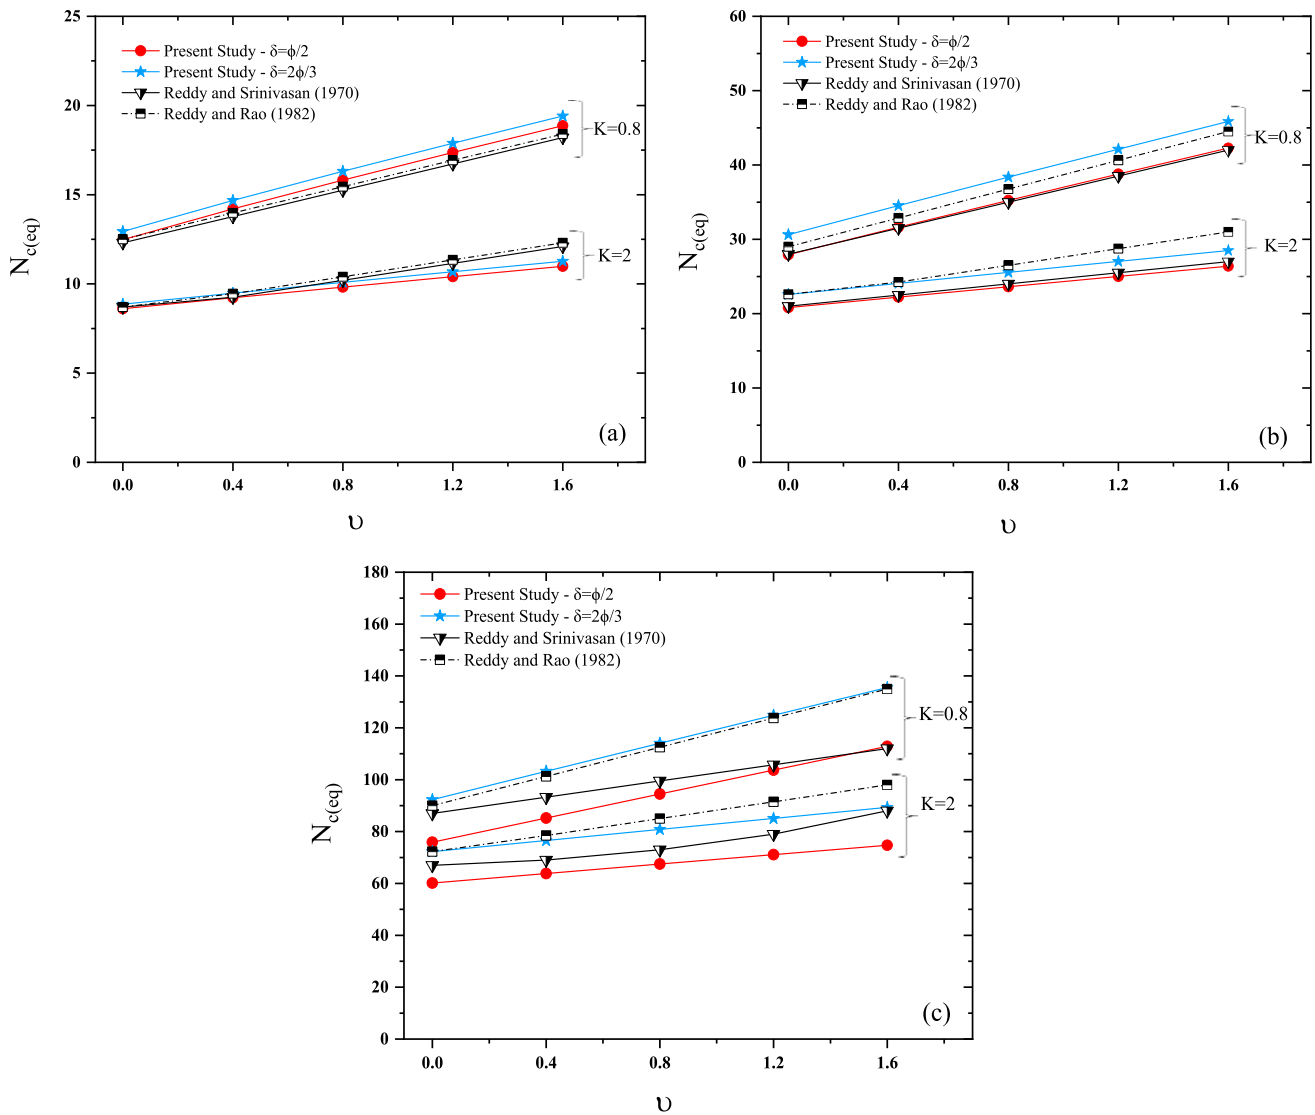 25
20
15
10
5
0
N_c(eq)
Present Study - δ=ϕ/2
Present Study - δ=2ϕ/3
Reddy and Srinivasan (1970)
Reddy and Rao (1982)
K=0.8
K=2
(a)
0.0 0.4 0.8 1.2 1.6
υ
60
50
40
30
20
10
0
N_c(eq)
Present Study - δ=ϕ/2
Present Study - δ=2ϕ/3
Reddy and Srinivasan (1970)
Reddy and Rao (1982)
K=0.8
K=2
(b)
0.0 0.4 0.8 1.2 1.6
υ
180
160
140
120
100
80
60
40
20
0
N_c(eq)
Present Study - δ=ϕ/2
Present Study - δ=2ϕ/3
Reddy and Srinivasan (1970)
Reddy and Rao (1982)
K=0.8
K=2
(c)
0.0 0.4 0.8 1.2 1.6
υ